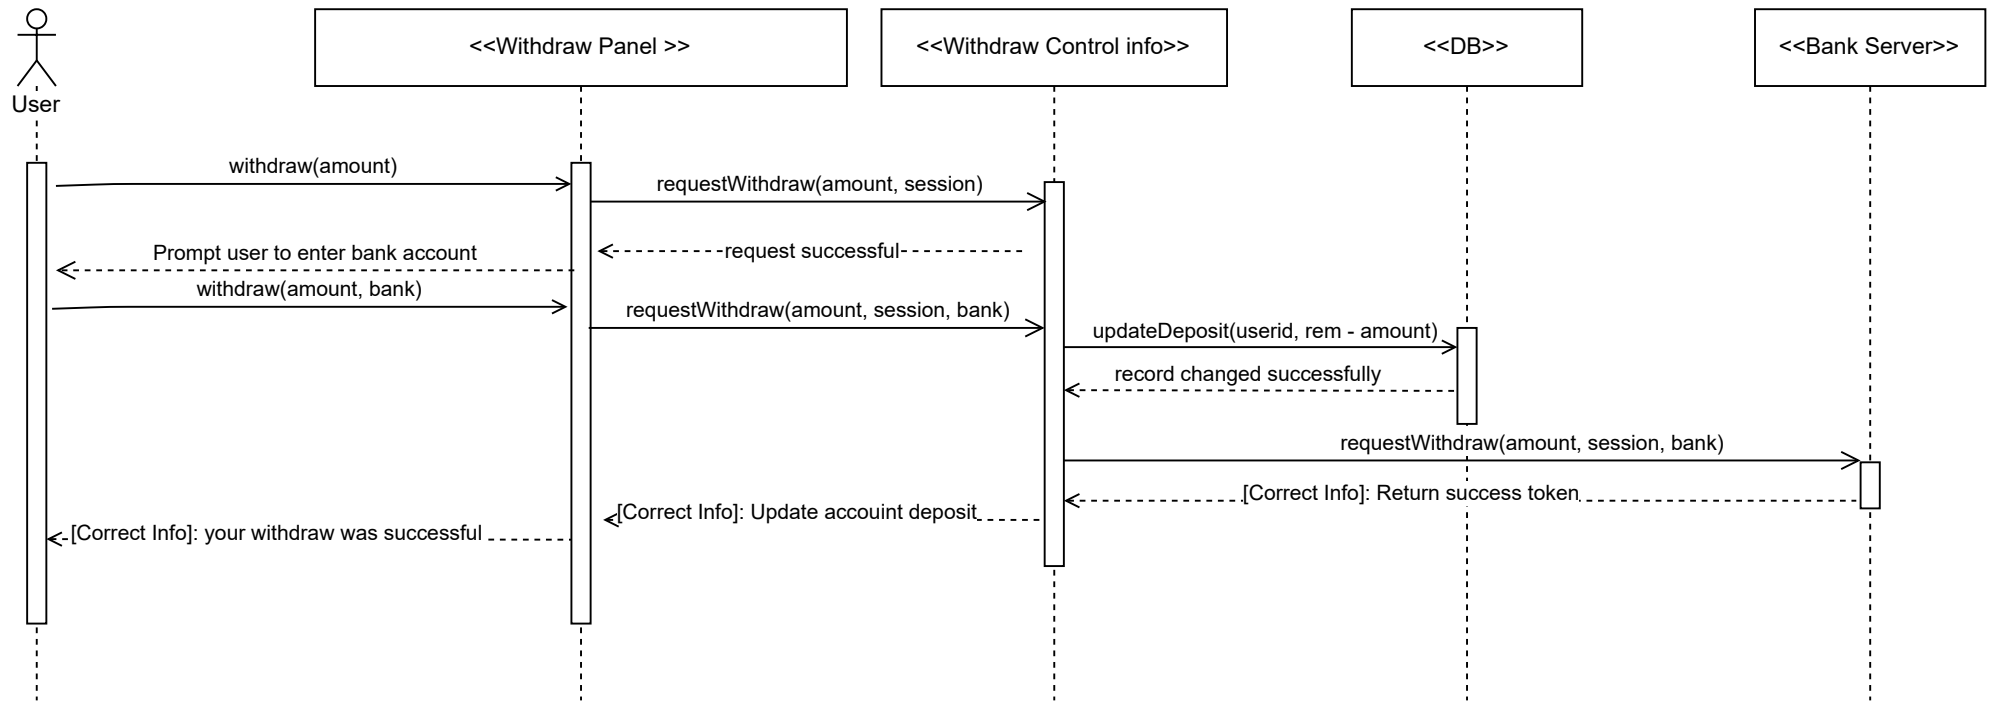 <<Withdraw Panel >>
<<Withdraw Control info>>
<<DB>>
<<Bank Server>>
User
withdraw(amount)
requestWithdraw(amount, session)
request successful
Prompt user to enter bank account
withdraw(amount, bank)
requestWithdraw(amount, session, bank)
updateDeposit(userid, rem - amount)
record changed successfully
requestWithdraw(amount, session, bank)
[Correct Info]: Return success token
[Correct Info]: Update accouint deposit
[Correct Info]: your withdraw was successful